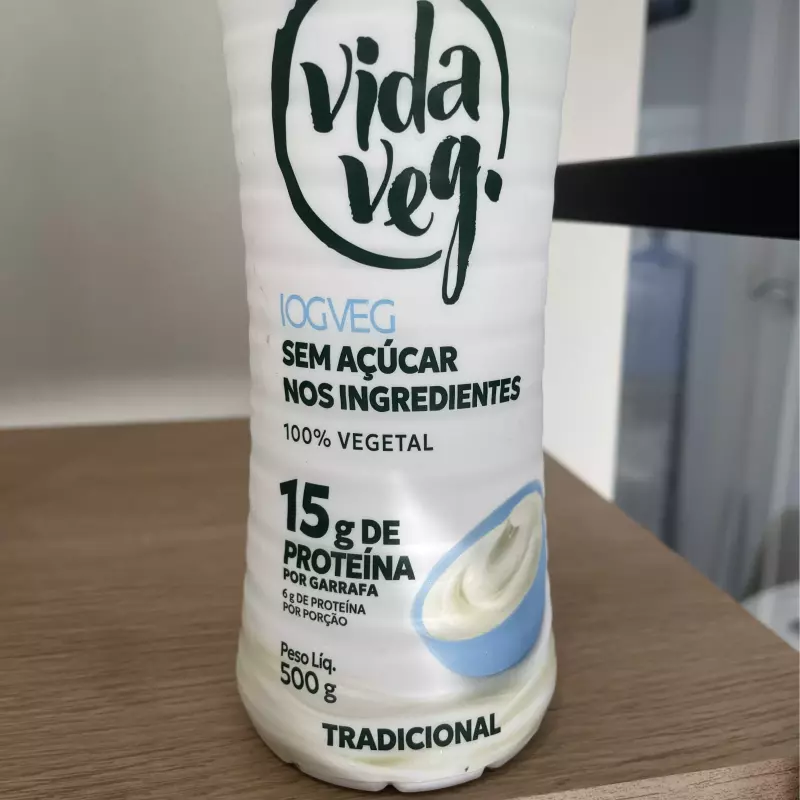 vida
veg.
IOGVEG
SEM AÇÚCAR
NOS INGREDIENTES
100% VEGETAL
15g DE
PROTEÍNA
POR GARRAFA
6g DE PROTEÍNA
POR PORÇÃO
Peso Líq.
500 g
TRADICIONAL